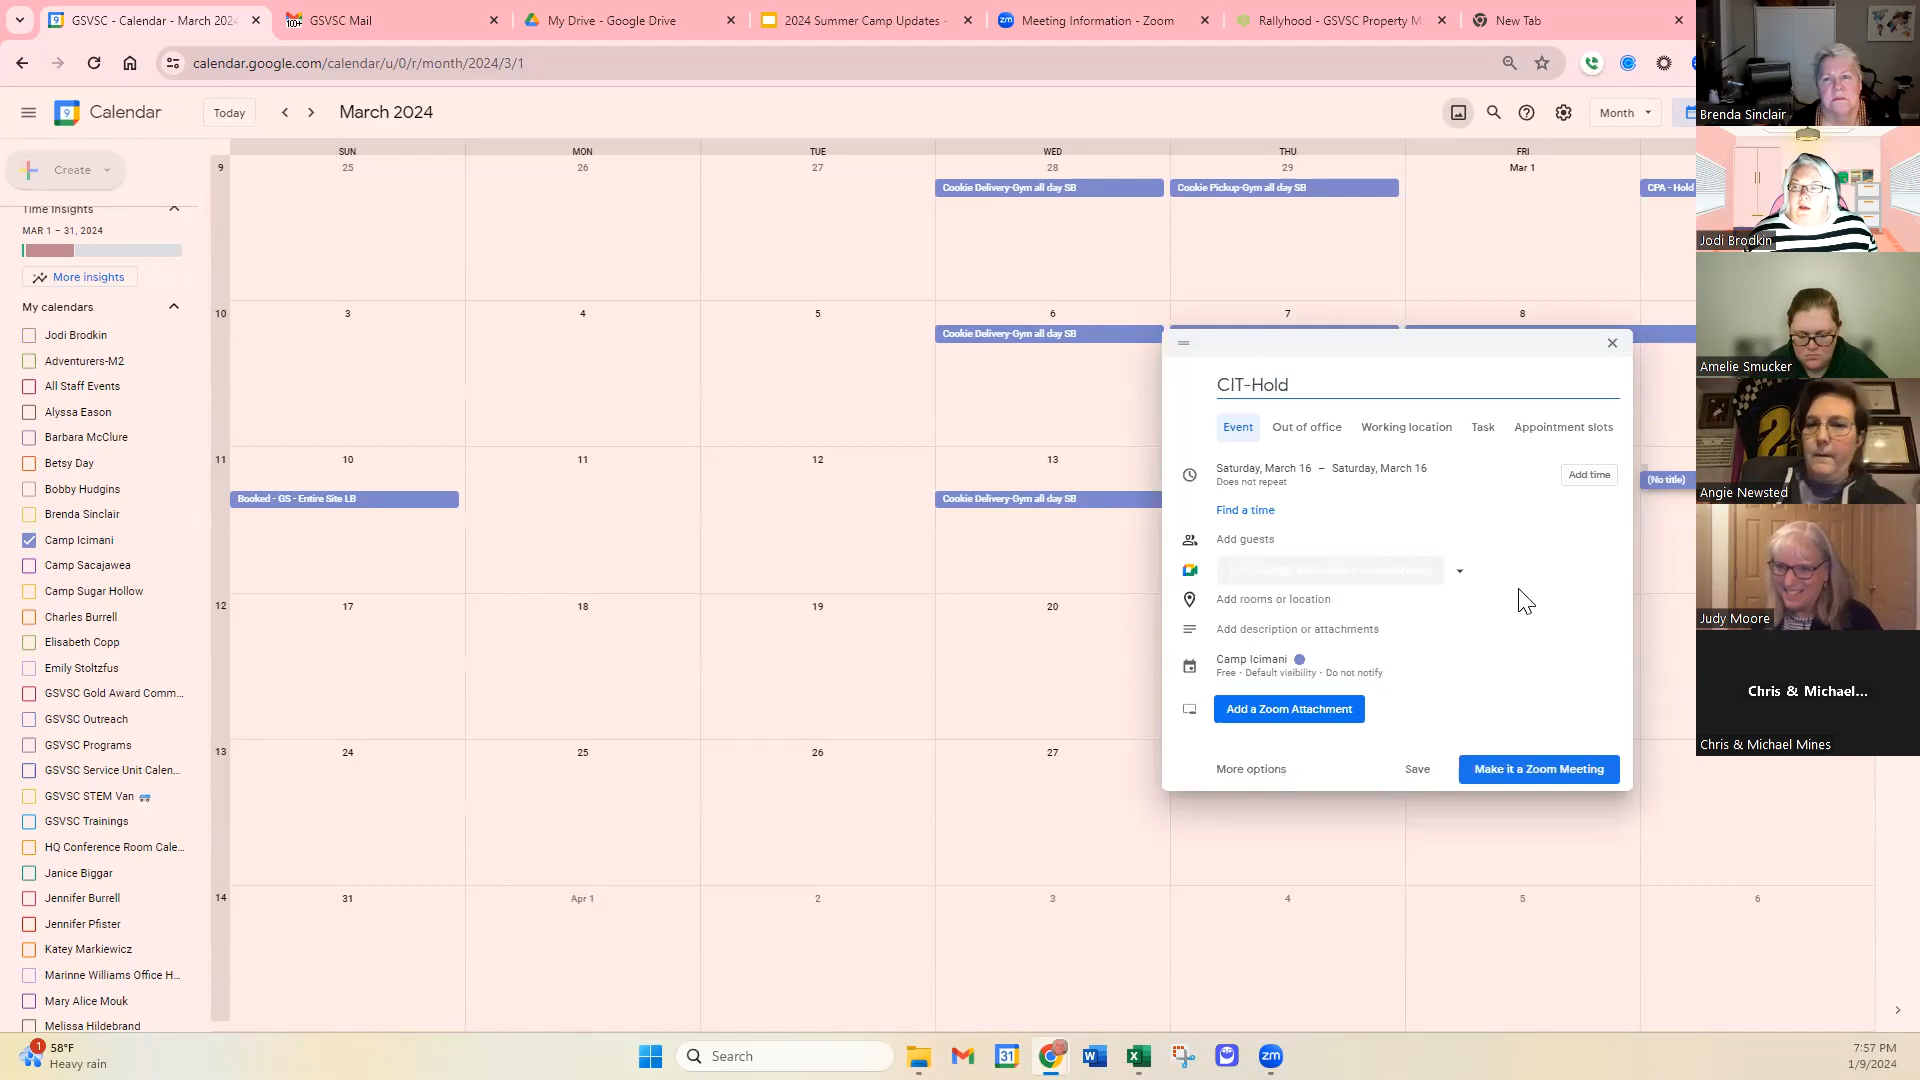 GSVSC - Calendar - March 2024
GSVSC Mail
My Drive - Google Drive
2024 Summer Camp Updates -
Meeting Information - Zoom
Rallyhood - GSVSC Property M
New Tab
calendar.google.com/calendar/u/0/r/month/2024/3/1
Calendar
Today
March 2024
Month
Create
Time Insights
MAR 1 – 31, 2024
More insights
My calendars
Jodi Brodkin
Adventurers-M2
All Staff Events
Alyssa Eason
Barbara McClure
Betsy Day
Bobby Hudgins
Brenda Sinclair
Camp Icimani
Camp Sacajawea
Camp Sugar Hollow
Charles Burrell
Elisabeth Copp
Emily Stoltzfus
GSVSC Gold Award Comm...
GSVSC Outreach
GSVSC Programs
GSVSC Service Unit Calen...
GSVSC STEM Van
GSVSC Trainings
HQ Conference Room Cale...
Janice Biggar
Jennifer Burrell
Jennifer Pfister
Katey Markiewicz
Marinne Williams Office H...
Mary Alice Mouk
Melissa Hildebrand
SUN MON TUE WED THU FRI
9 25 26 27 28 29 Mar 1
Cookie Delivery-Gym all day SB
Cookie Pickup-Gym all day SB
CPA - Hold
10 3 4 5 6 7 8
Cookie Delivery-Gym all day SB
11 10 11 12 13
Booked - GS - Entire Site LB
Cookie Delivery-Gym all day SB
(No title)
12 17 18 19 20
13 24 25 26 27
14 31 Apr 1 2 3 4 5 6
CIT-Hold
Event Out of office Working location Task Appointment slots
Saturday, March 16 – Saturday, March 16
Add time
Does not repeat
Find a time
Add guests
Add rooms or location
Add description or attachments
Camp Icimani
Free · Default visibility · Do not notify
Add a Zoom Attachment
More options
Save
Make it a Zoom Meeting
Brenda Sinclair
Jodi Brodkin
Amelie Smucker
Angie Newsted
Judy Moore
Chris & Michael...
Chris & Michael Mines
1
58°F
Heavy rain
Search
7:57 PM
1/9/2024